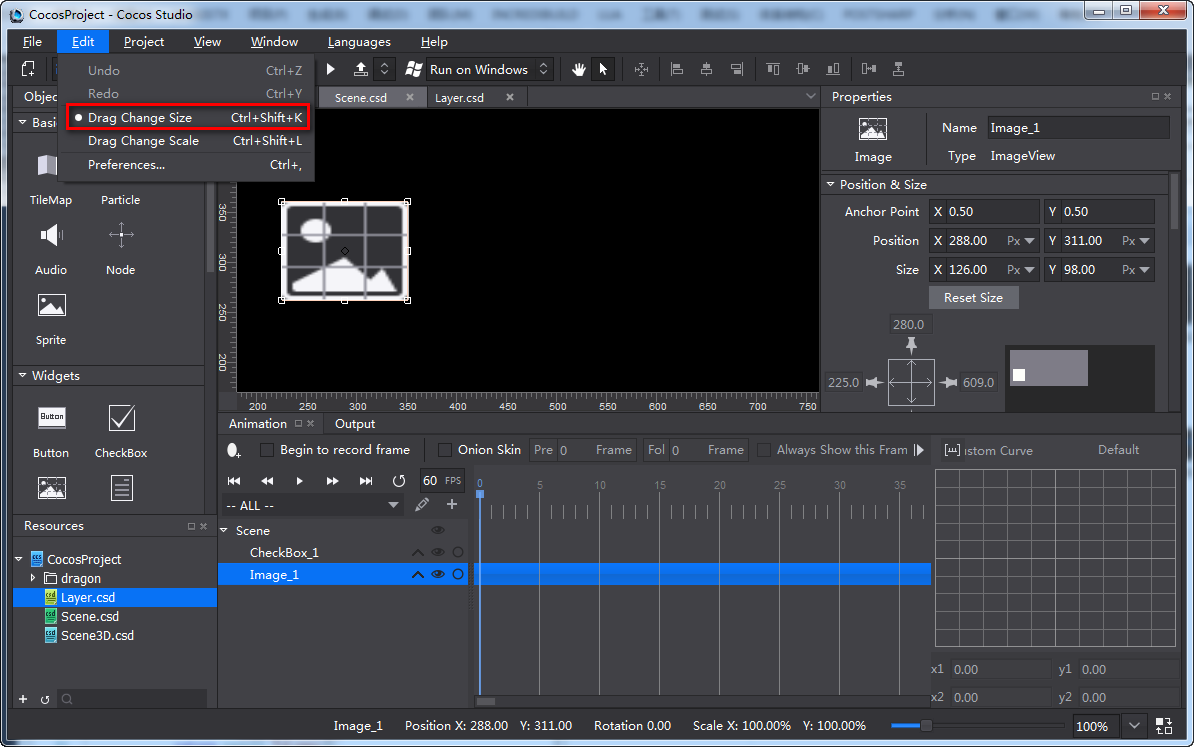 CocosProject - Cocos Studio
File Edit Project View Window Languages Help
Undo Ctrl+Z
Redo Ctrl+Y
Drag Change Size Ctrl+Shift+K
Drag Change Scale Ctrl+Shift+L
Preferences... Ctrl+,
Run on Windows
Objec
Basi
TileMap Particle
Audio Node
Sprite
Widgets
Button
Button CheckBox
Scene.csd Layer.csd
350
300
250
200
200 250 300 350 400 450 500 550 600 650 700 750
Properties
Image
Name Image_1
Type ImageView
Position & Size
Anchor Point X 0.50 Y 0.50
Position X 288.00 Px Y 311.00 Px
Size X 126.00 Px Y 98.00 Px
Reset Size
280.0
225.0 609.0
Resources
CocosProject
dragon
Layer.csd
Scene.csd
Scene3D.csd
Animation Output
Begin to record frame Onion Skin Pre 0 Frame Fol 0 Frame Always Show this Fram
60 FPS
-- ALL --
0 5 10 15 20 25 30 35
Scene
CheckBox_1
Image_1
ustom Curve Default
x1 0.00 y1 0.00
x2 0.00 y2 0.00
Image_1 Position X: 288.00 Y: 311.00 Rotation 0.00 Scale X: 100.00% Y: 100.00% 100%